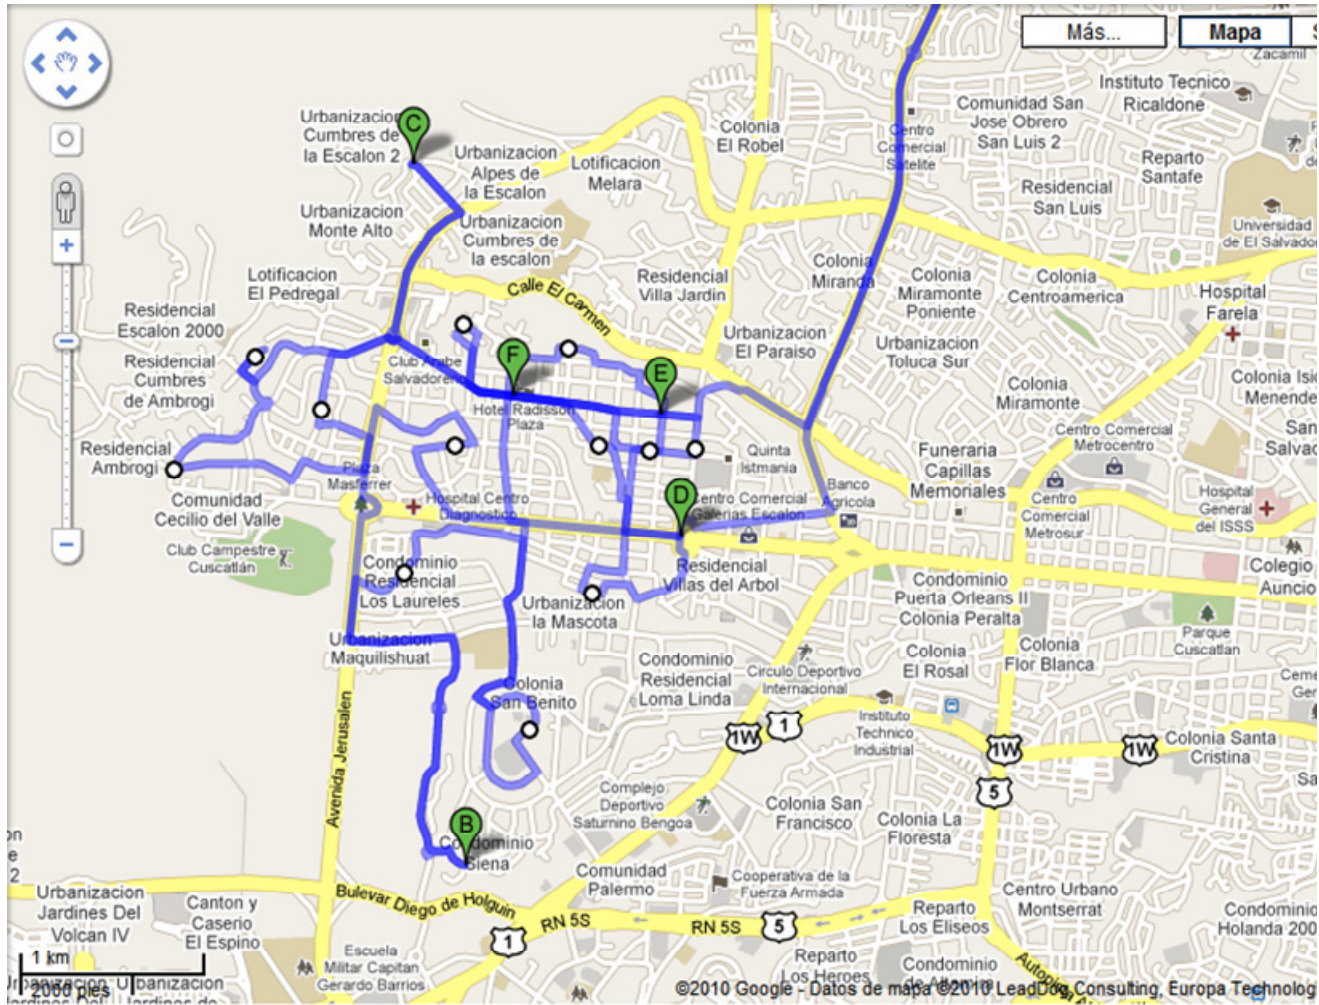 Más...
Mapa
Zacamil
Instituto Tecnico
Ricaldone
Comunidad San
Jose Obrero
San Luis 2
Colonia
El Robel
Centro
Comercial
Satelite
Reparto
Santafe
Residencial
San Luis
Universidad
de El Salvador
Urbanizacion
Cumbres de
la Escalon 2
C
Urbanizacion
Alpes de
la Escalon
Lotificacion
Melara
Urbanizacion
Monte Alto
Urbanizacion
Cumbres de
la escalon
Lotificacion
El Pedregal
Calle El Carmen
Residencial
Villa Jardin
Colonia
Miranda
Colonia
Miramonte
Poniente
Colonia
Centroamerica
Hospital
Farela
Residencial
Escalon 2000
Residencial
Cumbres
de Ambrogi
Club Arabe
Salvadoreno
F
E
Urbanizacion
El Paraiso
Urbanizacion
Toluca Sur
Colonia
Miramonte
Hotel Radisson
Plaza
Centro Comercial
Metrocentro
Residencial
Ambrogi
Plaza
Masferrer
Quinta
Istmania
Funeraria
Capillas
Memoriales
Comunidad
Cecilio del Valle
Hospital Centro
Diagnostico
D
Centro Comercial
Galerias Escalon
Banco
Agricola
Centro
Comercial
Metrosur
Hospital
General
del ISSS
Club Campestre
Cuscatlán
Condominio
Residencial
Los Laureles
Residencial
Villas del Arbol
Condominio
Puerta Orleans II
Colonia Peralta
Colegio
Urbanizacion
la Mascota
Parque
Cuscatlan
Urbanizacion
Maquilishuat
Colonia
San Benito
Condominio
Residencial
Loma Linda
Circulo Deportivo
Internacional
Colonia
El Rosal
Colonia
Flor Blanca
Instituto
Technico
Industrial
1W
1
1W
1W
Colonia Santa
Cristina
5
Avenida Jerusalen
Complejo
Deportivo
Saturnino Bengoa
Colonia San
Francisco
Colonia La
Floresta
B
Condominio
Siena
Comunidad
Palermo
Cooperativa de la
Fuerza Armada
Bulevar Diego de Holguin
RN 5S
RN 5S
5
1
Reparto
Los Eliseos
Centro Urbano
Montserrat
Condominio
Holanda 200
Urbanizacion
Jardines Del
Volcan IV
Canton y
Caserio
El Espino
Escuela
Militar Capitan
Gerardo Barrios
Reparto
Los Heroes
Condominio
1 km
2000 pies
©2010 Google - Datos de mapa ©2010 LeadDog Consulting, Europa Technolog